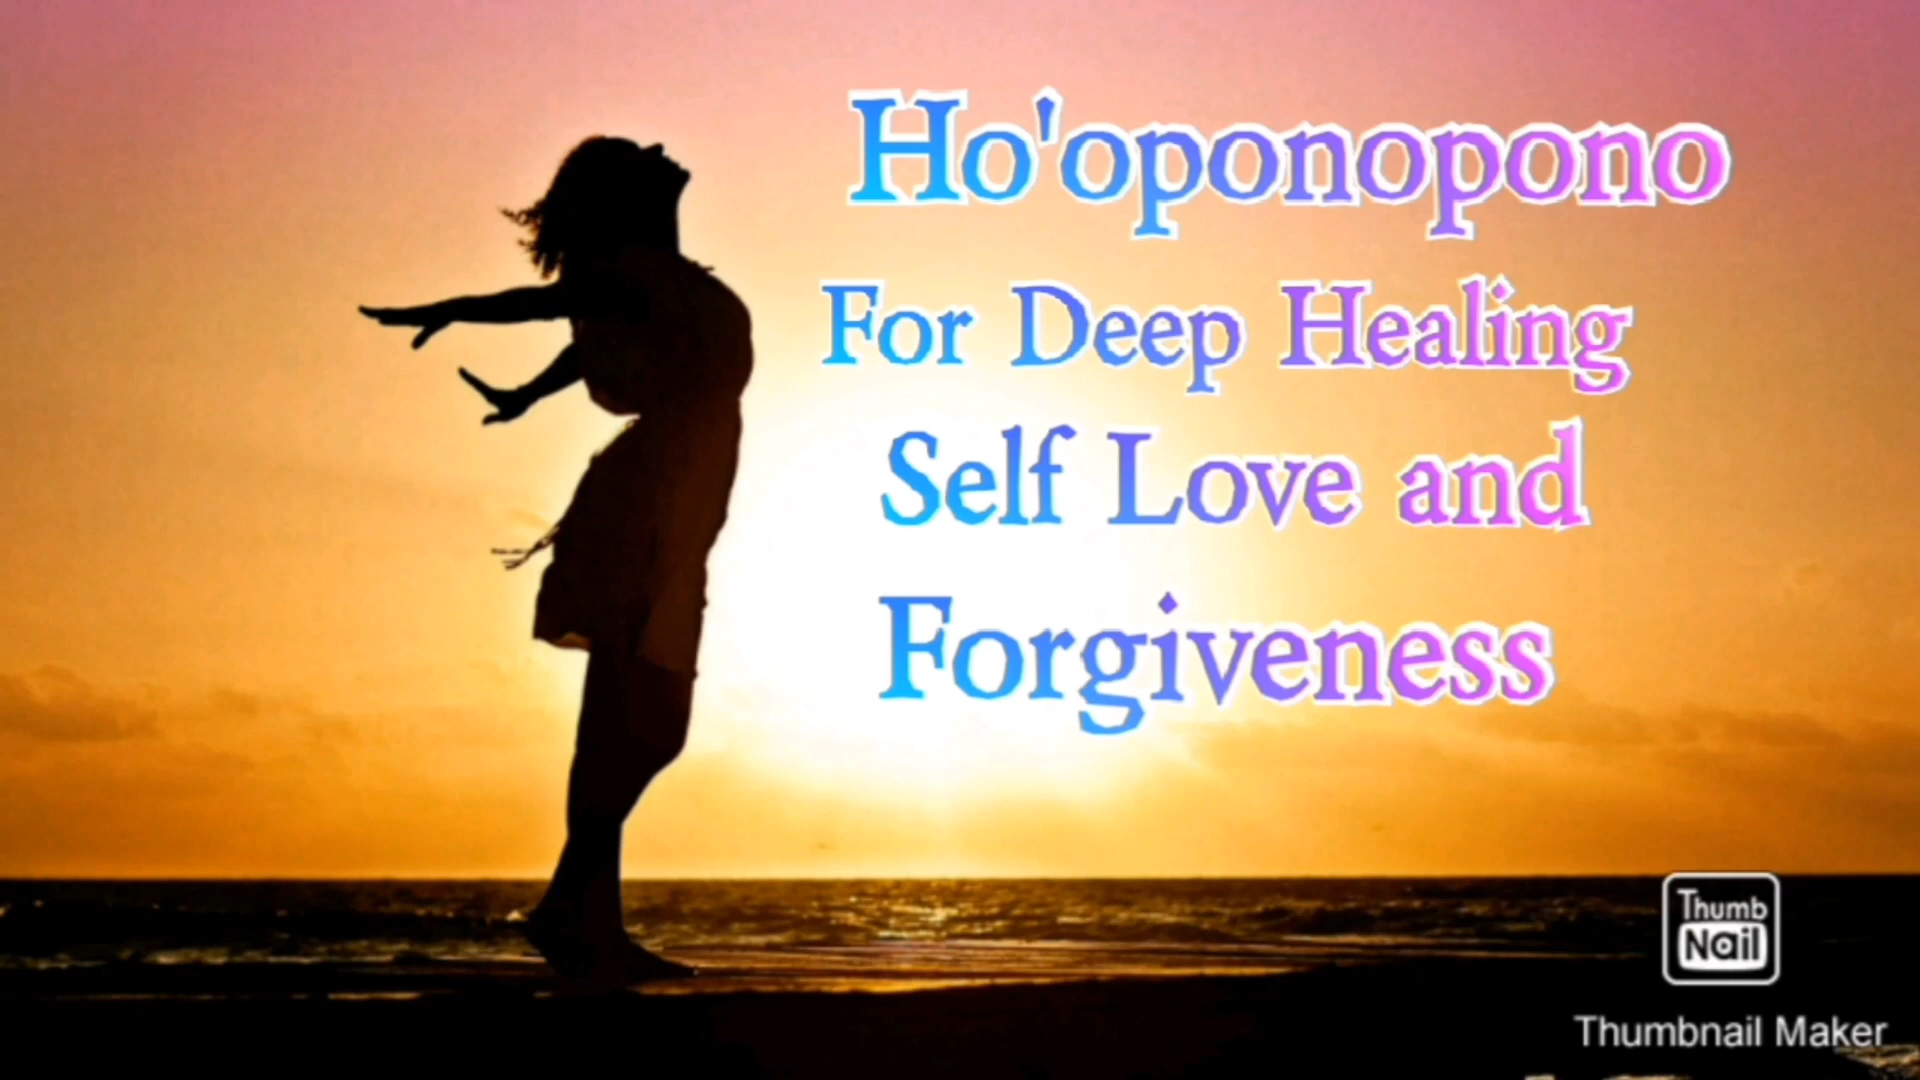 Ho'oponopono
For Deep Healing
Self Love and
Forgiveness
Thumb
Nail
Thumbnail Maker